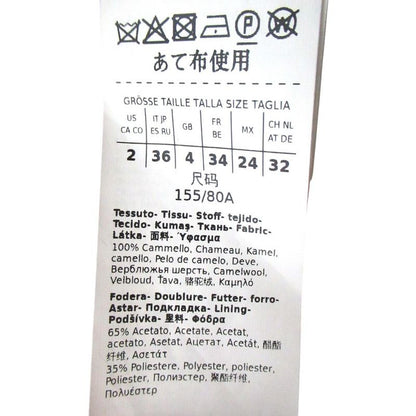 P
あて布使用
GRÖSSE TAILLE TALLA SIZE TAGLIA
US CA CO IT JP ES RU GB FR BE MX CH NL AT DE
2 36 4 34 24 32
尺码
155/80A
Tessuto- Tissu- Stoff- tejido-
Tecido- Kumaş- Ткань- Fabric-
Látka- 面料- Ύφασμα
100% Cammello, Chameau, Kamel,
camello, Pelo de camelo, Deve,
Верблюжья шерсть, Camelwool,
Velbloud, Ťava, 骆驼绒, Καμηλό
Fodera- Doublure- Futter- forro-
Astar- Подкладка- Lining-
Podšívka- 里料- Φόδρα
65% Acetato, Acetate, Acetat,
acetato, Asetat, Ацетат, Acetát, 醋酯
纤维, Ασετάτ
35% Poliestere, Polyester, poliester,
Poliester, Полиэстер, 聚酯纤维,
Πολυέστερ